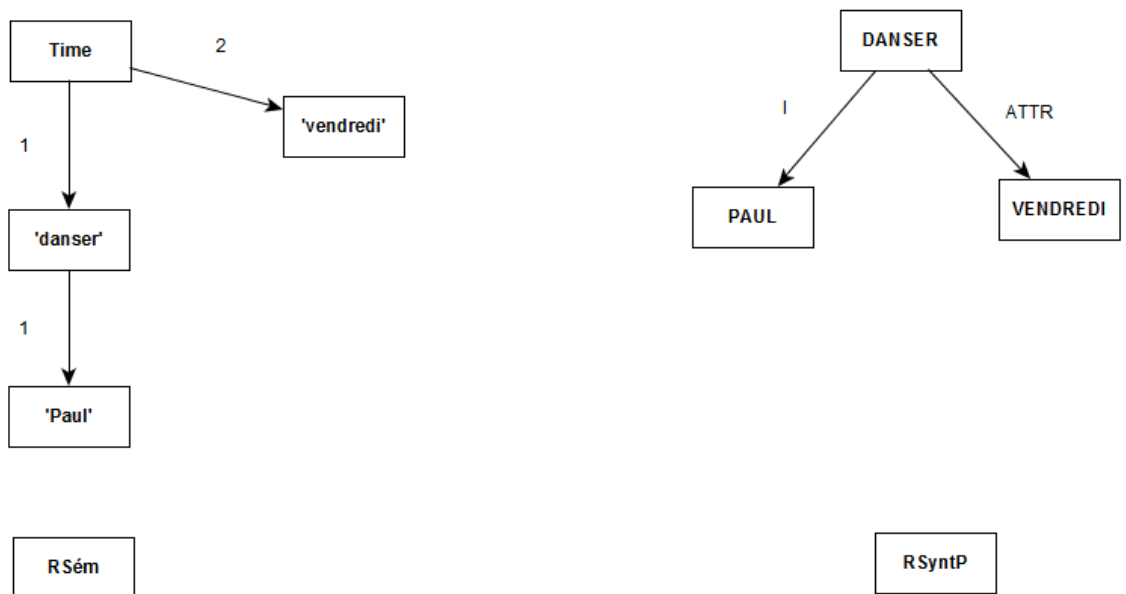 Time
2
'vendredi'
1
'danser'
1
'Paul'
RSém
DANSER
I
ATTR
PAUL
VENDREDI
RSyntP